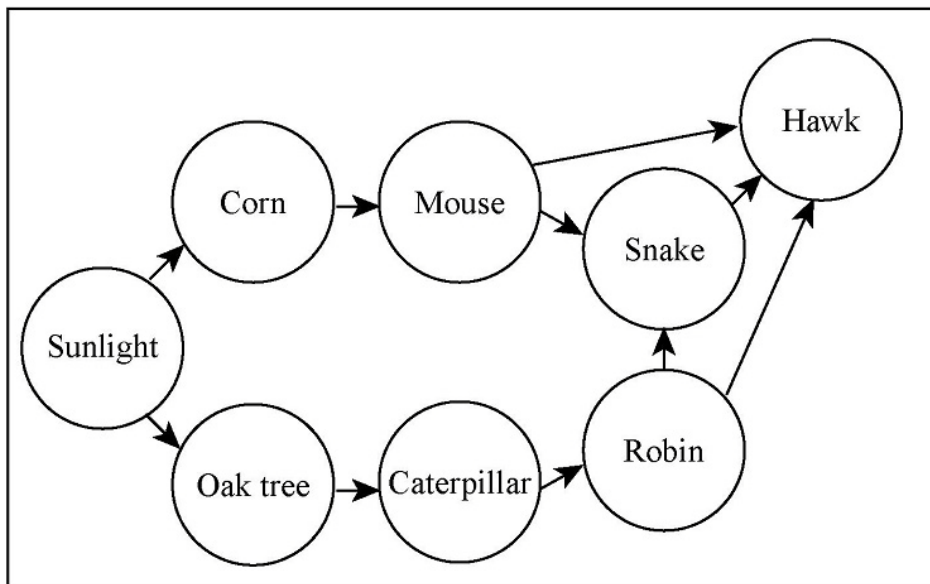 Hawk
Corn
Mouse
Snake
Sunlight
Oak tree
Caterpillar
Robin